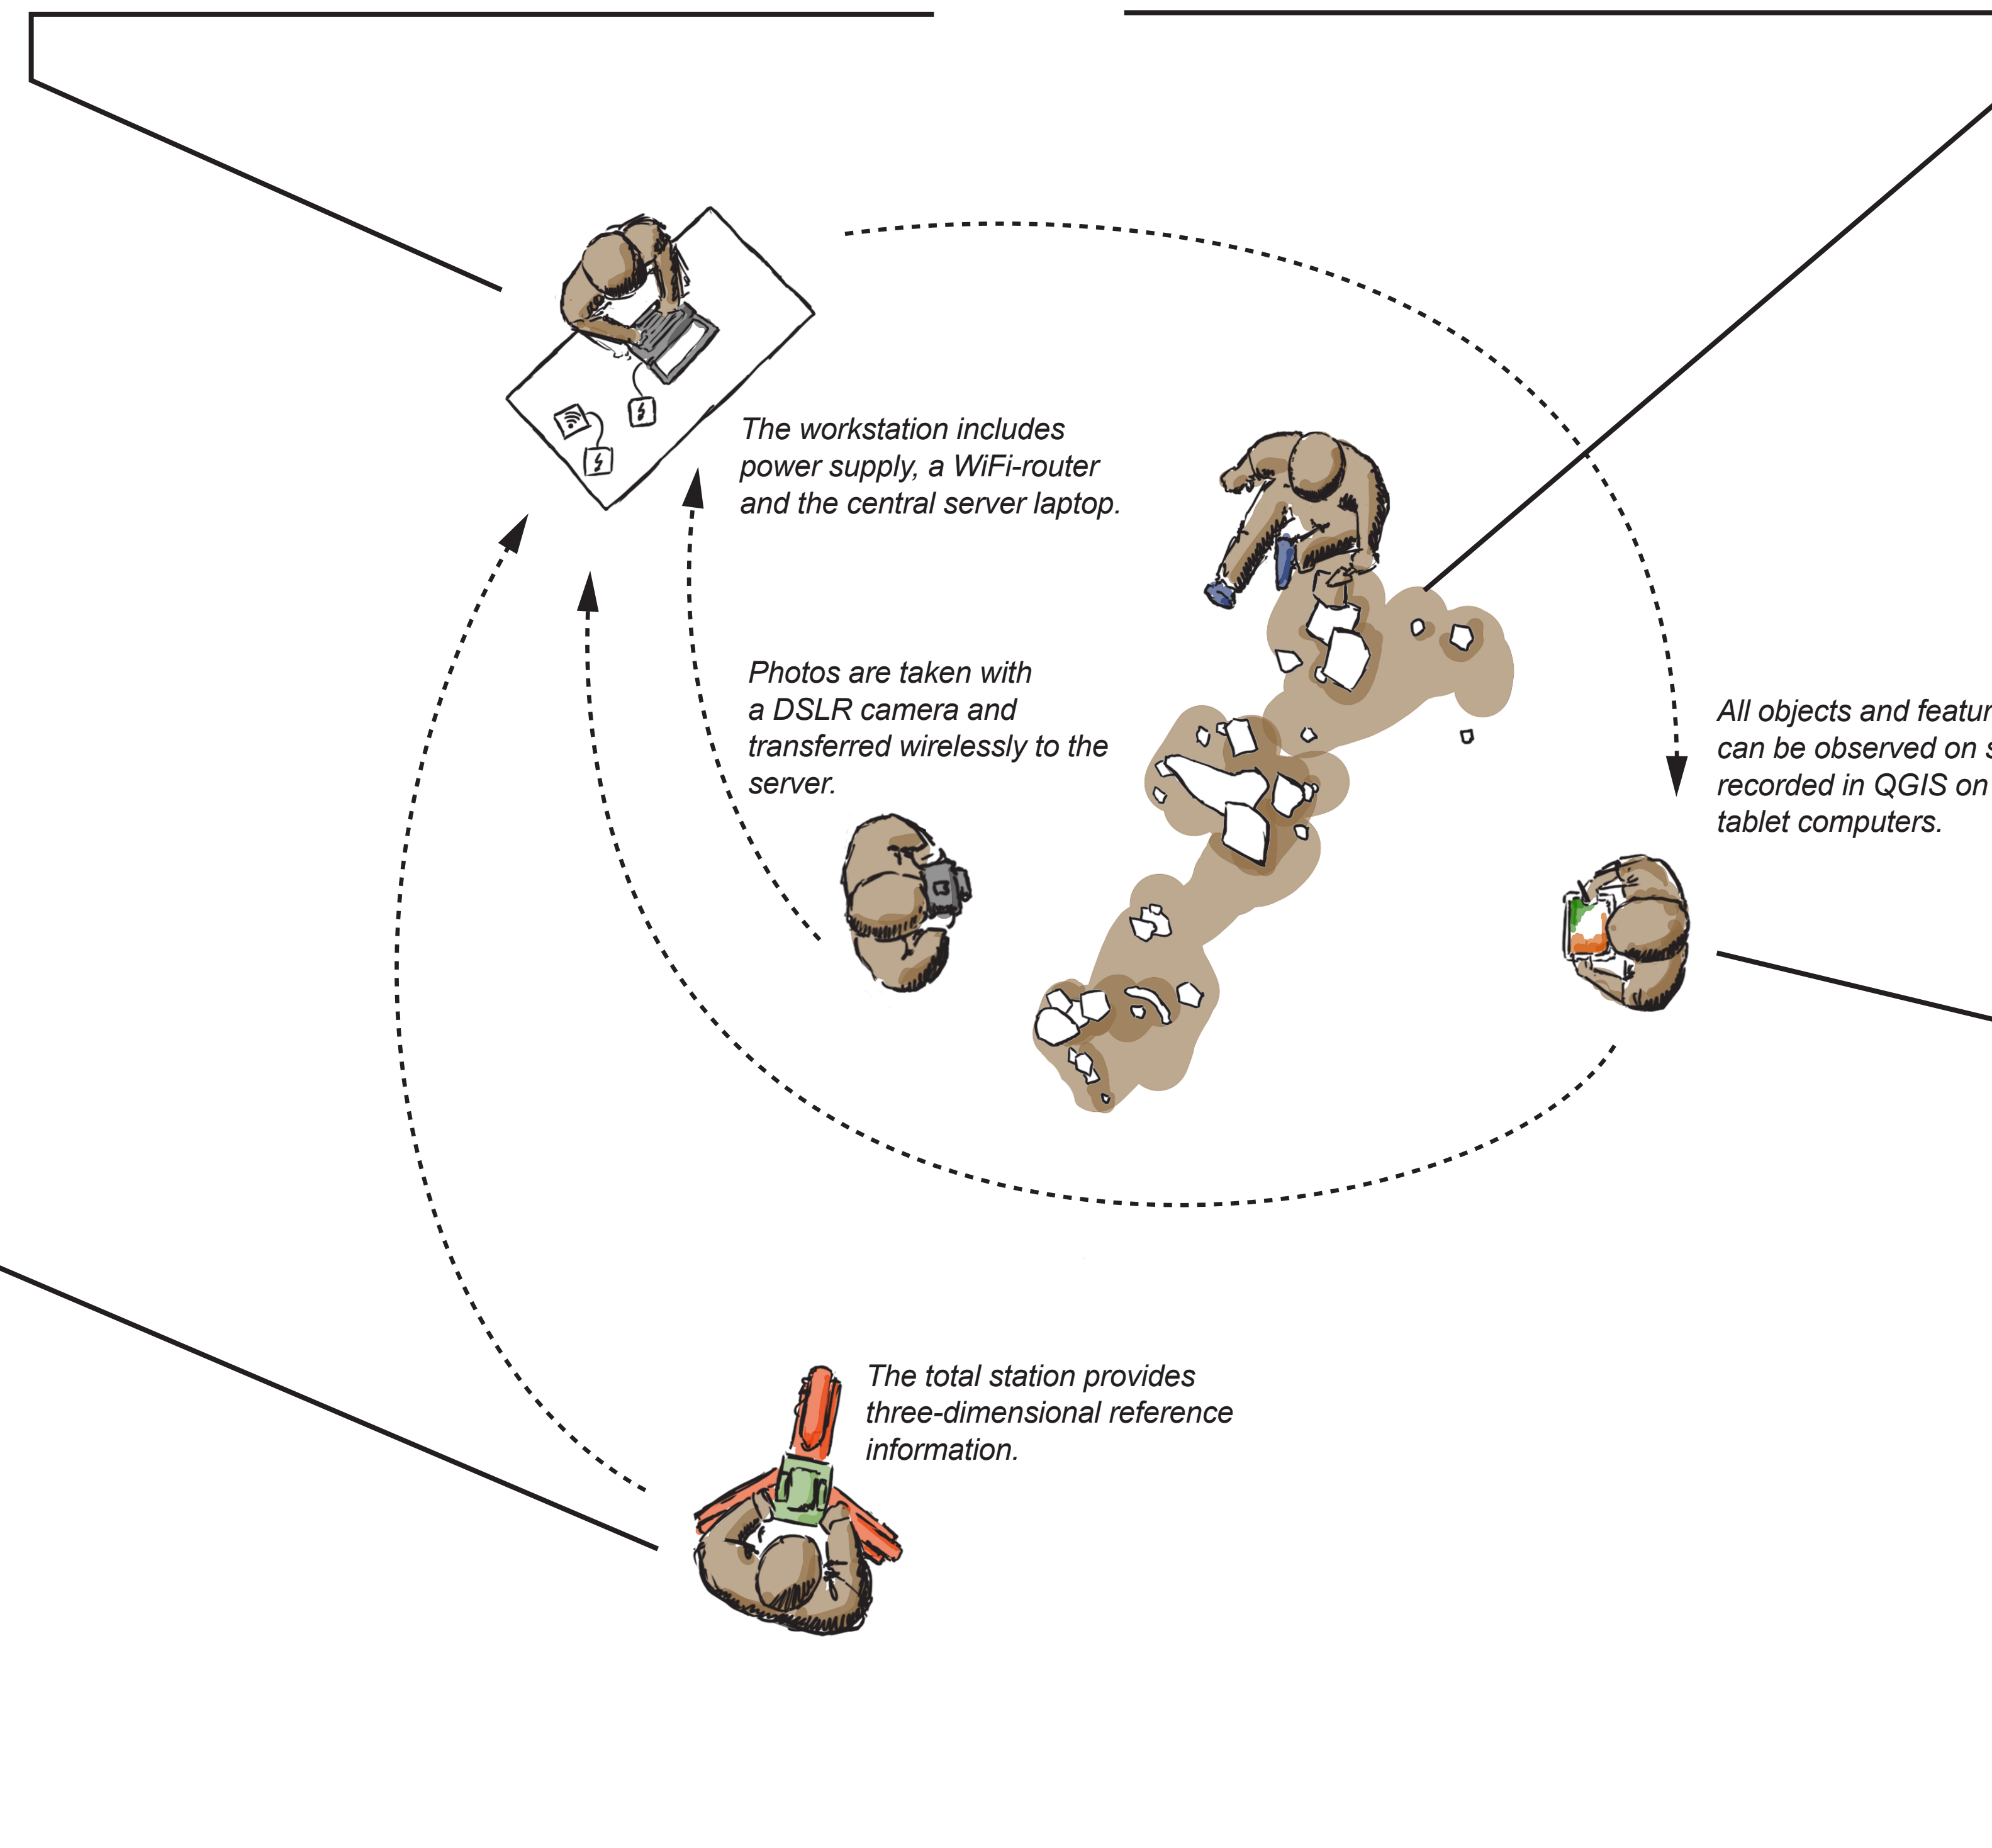 The workstation includes
power supply, a WiFi-router
and the central server laptop.
Photos are taken with
a DSLR camera and
transferred wirelessly to the
server.
All objects and
can be observed on
recorded in QGIS on
tablet computers.
The total station provides
three-dimensional reference
information.